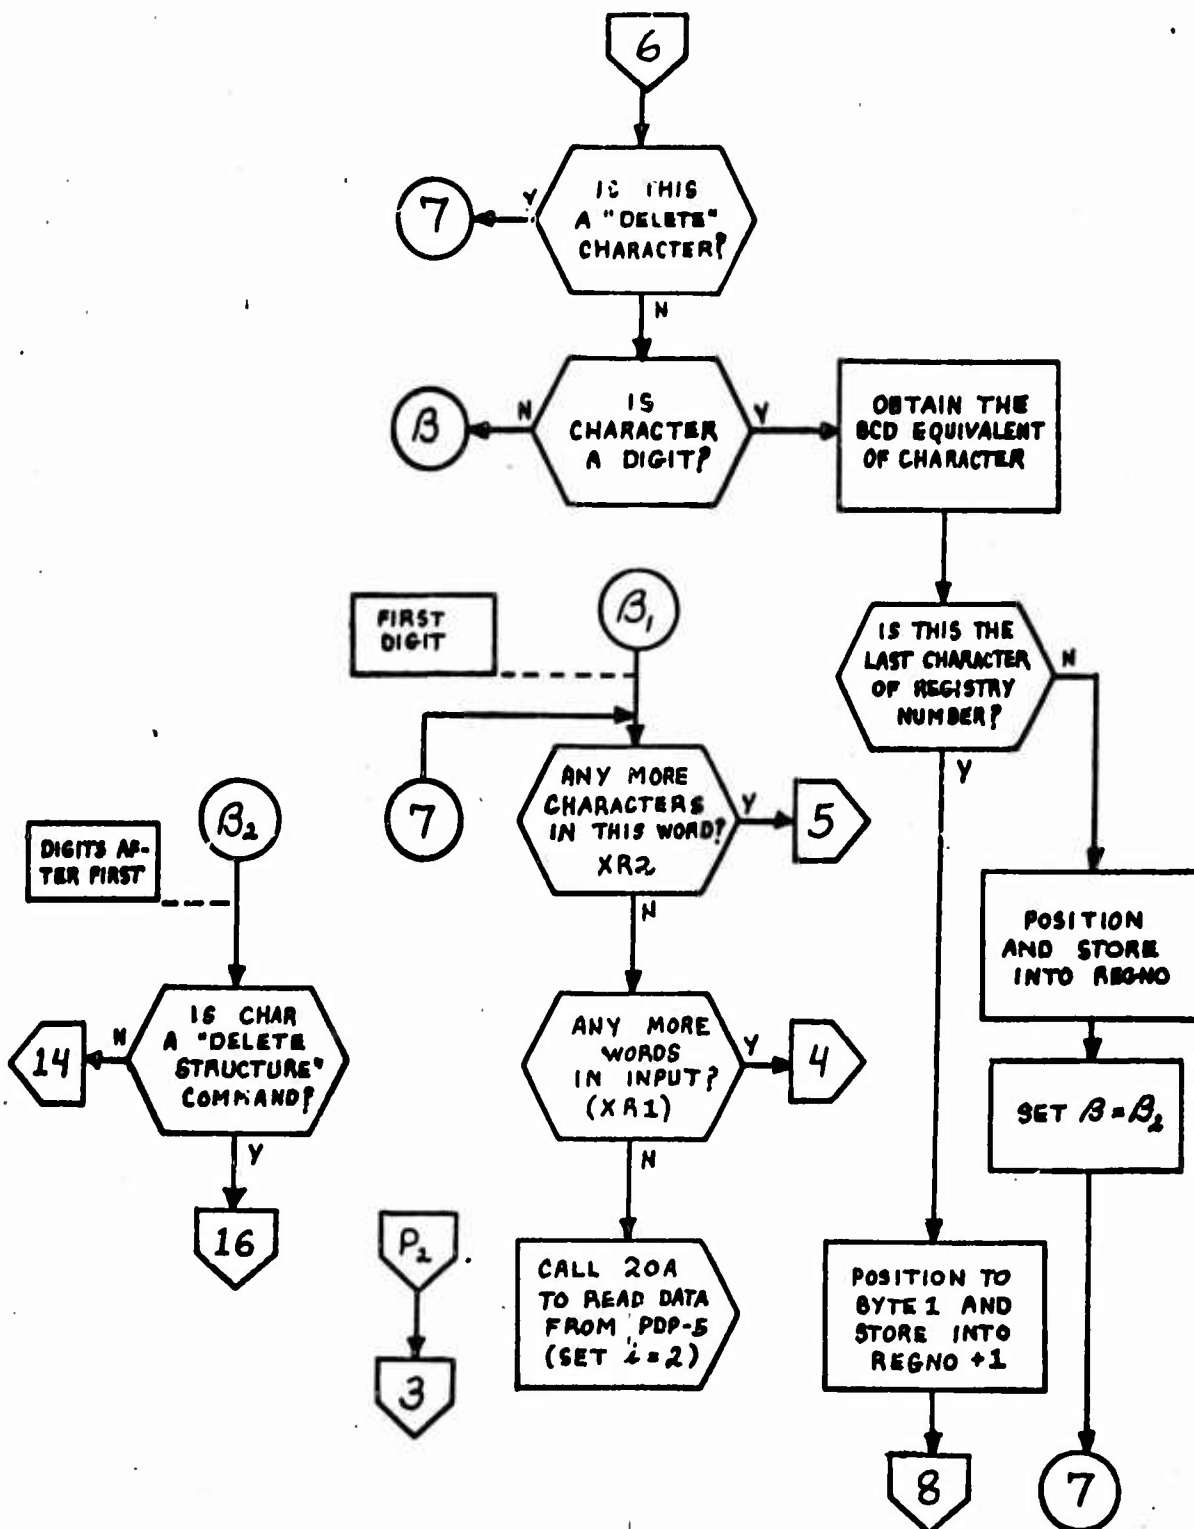 6
IS THIS
A "DELETE"
CHARACTER?
Y
7
N
IS
CHARACTER
A DIGIT?
N
β
Y
OBTAIN THE
BCD EQUIVALENT
OF CHARACTER
IS THIS THE
LAST CHARACTER
OF REGISTRY
NUMBER?
N
Y
FIRST
DIGIT
β₁
7
ANY MORE
CHARACTERS
IN THIS WORD?
XR2
Y
5
N
β₂
DIGITS AF-
TER FIRST
IS CHAR
A "DELETE
STRUCTURE"
COMMAND?
N
14
Y
16
ANY MORE
WORDS
IN INPUT?
(XR1)
Y
4
N
POSITION
AND STORE
INTO REGNO
SET β = β₂
P₂
3
CALL 20A
TO READ DATA
FROM PDP-5
(SET i = 2)
POSITION TO
BYTE 1 AND
STORE INTO
REGNO +1
8
7